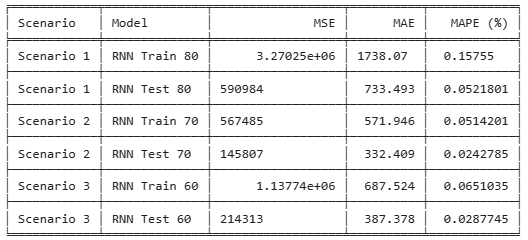 Scenario Model MSE MAE MAPE (%)
Scenario 1 RNN Train 80 3.27025e+06 1738.07 0.15755
Scenario 1 RNN Test 80 590984 733.493 0.0521801
Scenario 2 RNN Train 70 567485 571.946 0.0514201
Scenario 2 RNN Test 70 145807 332.409 0.0242785
Scenario 3 RNN Train 60 1.13774e+06 687.524 0.0651035
Scenario 3 RNN Test 60 214313 387.378 0.0287745